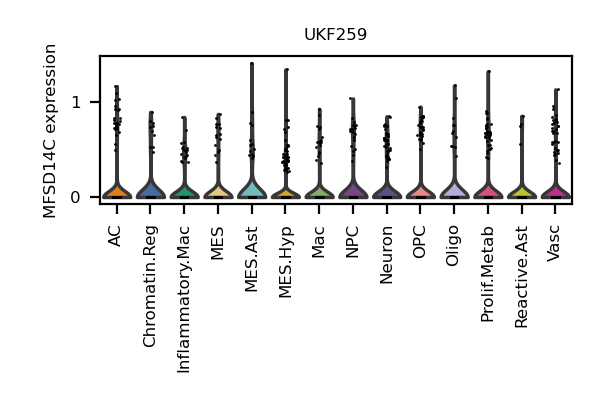 UKF259
MFSD14C expression
1
0
AC
Chromatin.Reg
Inflammatory.Mac
MES
MES.Ast
MES.Hyp
Mac
NPC
Neuron
OPC
Oligo
Prolif.Metab
Reactive.Ast
Vasc